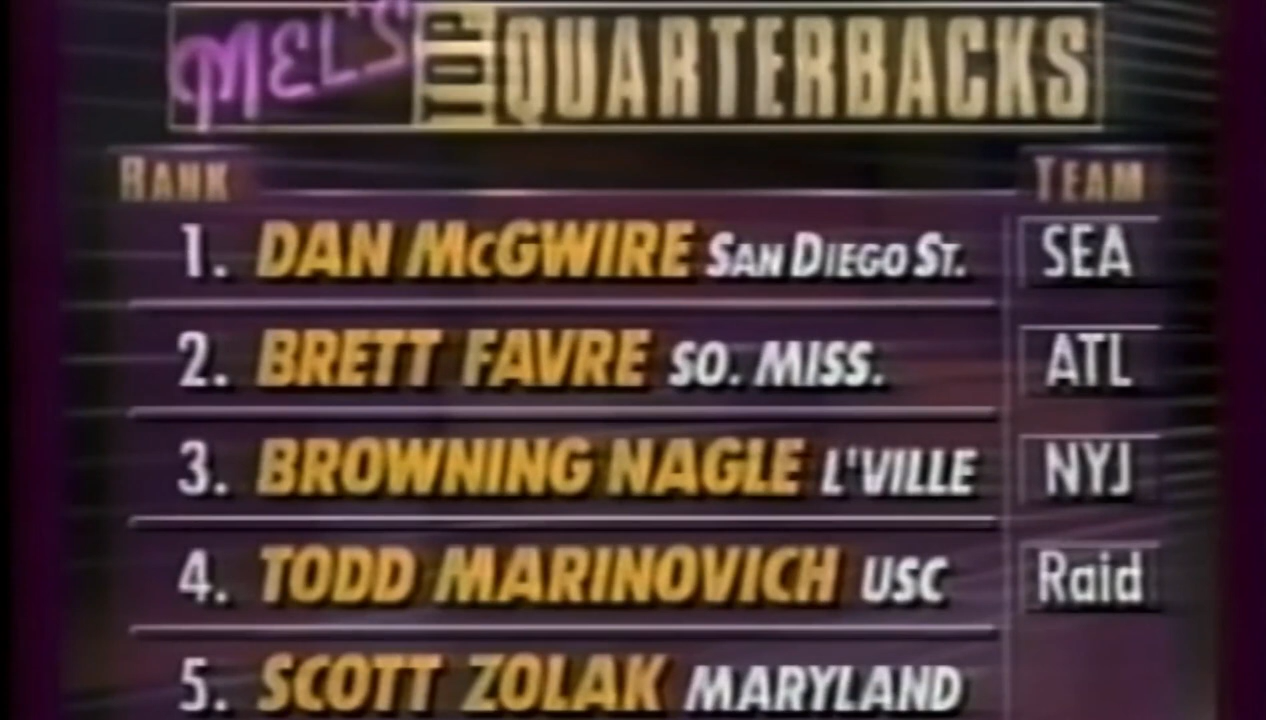 MEL'S TOP QUARTERBACKS
RANK TEAM
1. DAN McGWIRE SAN DIEGO ST. SEA
2. BRETT FAVRE SO. MISS. ATL
3. BROWNING NAGLE L'VILLE NYJ
4. TODD MARINOVICH USC Raid
5. SCOTT ZOLAK MARYLAND